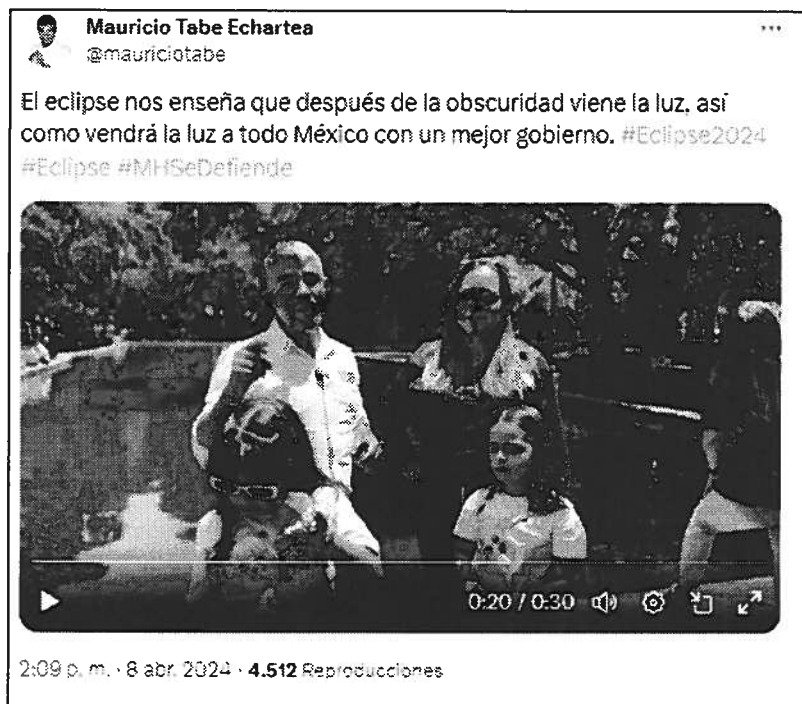 Mauricio Tabe Echartea
@mauriciotabe
El eclipse nos enseña que después de la obscuridad viene la luz, así
como vendrá la luz a todo México con un mejor gobierno. #Eclipse2024
#Eclipse #MHSeDefiende
0:20 / 0:30
2:09 p. m. · 8 abr. 2024 · 4.512 Reproducciones